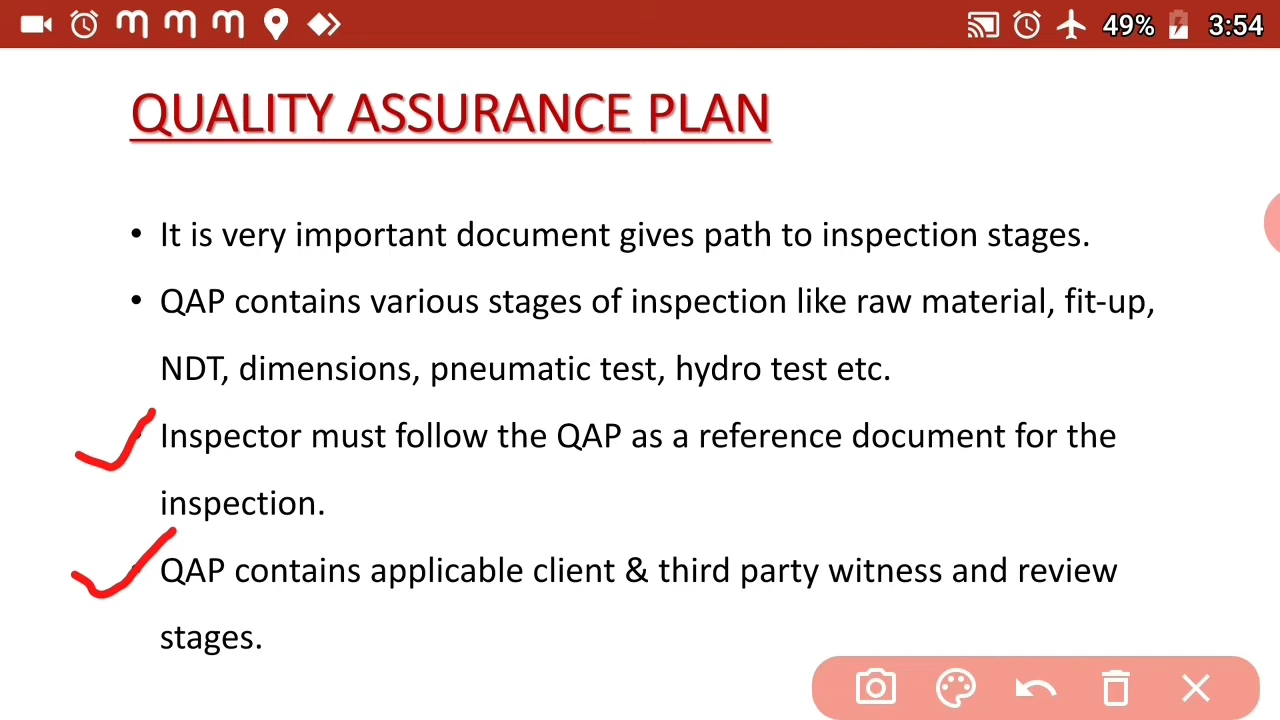 49% 3:54
QUALITY ASSURANCE PLAN
• It is very important document gives path to inspection stages.
• QAP contains various stages of inspection like raw material, fit-up,
NDT, dimensions, pneumatic test, hydro test etc.
Inspector must follow the QAP as a reference document for the
inspection.
QAP contains applicable client & third party witness and review
stages.